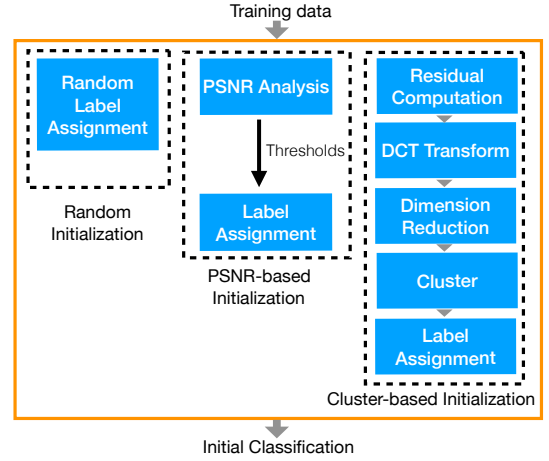 Training data
Random
Label
Assignment
Random
Initialization
PSNR Analysis
Thresholds
Label
Assignment
PSNR-based
Initialization
Residual
Computation
DCT Transform
Dimension
Reduction
Cluster
Label
Assignment
Cluster-based Initialization
Initial Classification